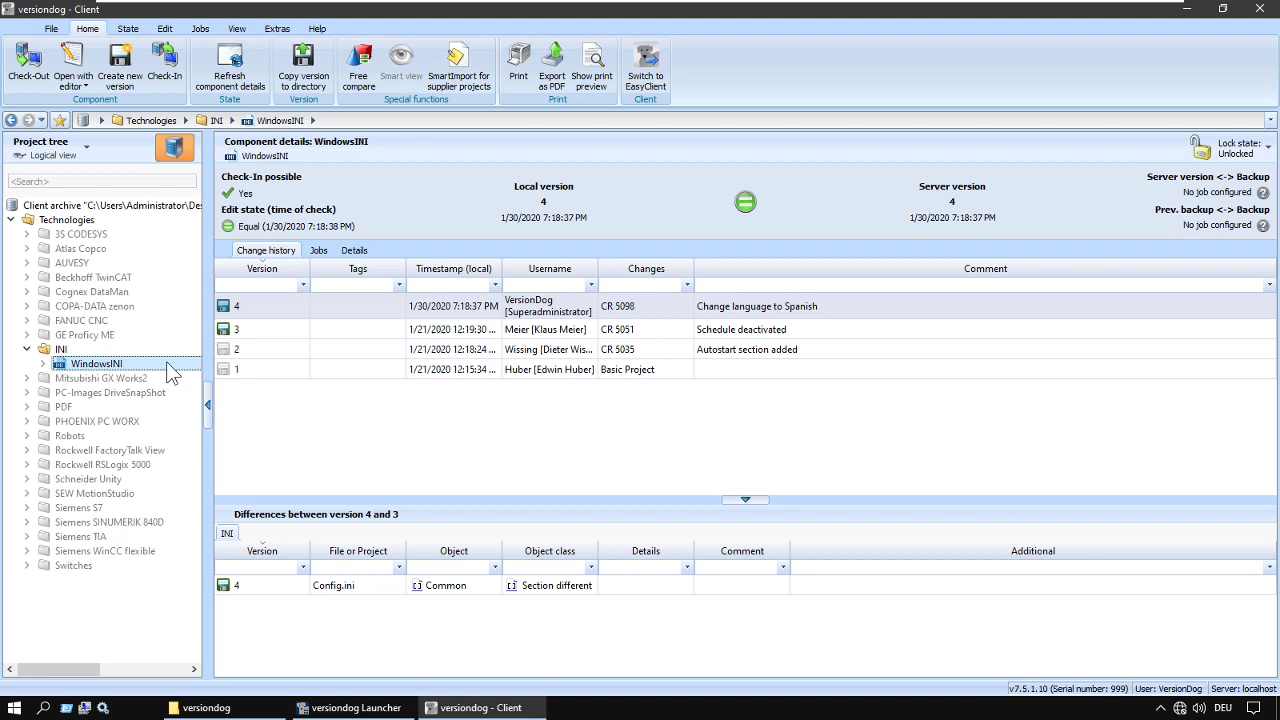 versiondog - Client
File Home State Edit Jobs View Extras Help
Check-Out
Open with editor
Create new version
Check-In
Refresh component details
Copy version to directory
Free compare
Smart view
SmartImport for supplier projects
Print
Export as PDF
Show print preview
Switch to EasyClient
Component State Version Special functions Print Client
Technologies INI WindowsINI
Project tree
Logical view
<Search>
Client archive "C:\Users\Administrator\Des
Technologies
3S CODESYS
Atlas Copco
AUVESY
Beckhoff TwinCAT
Cognex DataMan
COPA-DATA zenon
FANUC CNC
GE Proficy ME
INI
WindowsINI
Mitsubishi GX Works2
PC-Images DriveSnapShot
PDF
PHOENIX PC WORX
Robots
Rockwell FactoryTalk View
Rockwell RSLogix 5000
Schneider Unity
SEW MotionStudio
Siemens S7
Siemens SINUMERIK 840D
Siemens TIA
Siemens WinCC flexible
Switches
Component details: WindowsINI
WindowsINI
Lock state:
Unlocked
Check-In possible
Yes
Edit state (time of check)
Equal (1/30/2020 7:18:38 PM)
Local version
4
1/30/2020 7:18:37 PM
Server version
4
1/30/2020 7:18:37 PM
Server version <-> Backup
No job configured
Prev. backup <-> Backup
No job configured
Change history Jobs Details
Version Tags Timestamp (local) Username Changes Comment
4 1/30/2020 7:18:37 PM VersionDog [Superadministrator] CR 5098 Change language to Spanish
3 1/21/2020 12:19:30 ... Meier [Klaus Meier] CR 5051 Schedule deactivated
2 1/21/2020 12:18:24 ... Wissing [Dieter Wis... CR 5035 Autostart section added
1 1/21/2020 12:15:34 ... Huber [Edwin Huber] Basic Project
Differences between version 4 and 3
INI
Version File or Project Object Object class Details Comment Additional
4 Config.ini Common Section different
v7.5.1.10 (Serial number: 999) User: VersionDog Server: localhost
versiondog versiondog Launcher versiondog - Client DEU